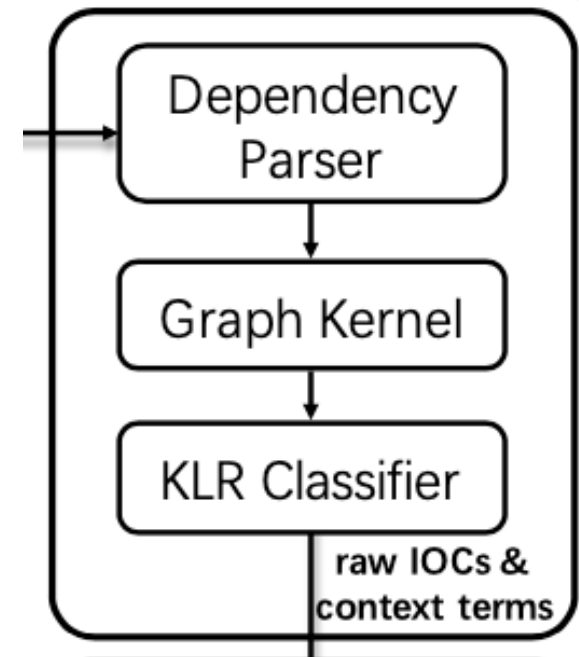 Dependency
Parser
Graph Kernel
KLR Classifier
raw IOCs &
context terms